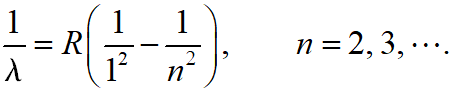 1/λ = R(1/1² − 1/n²),    n = 2, 3, ⋯.